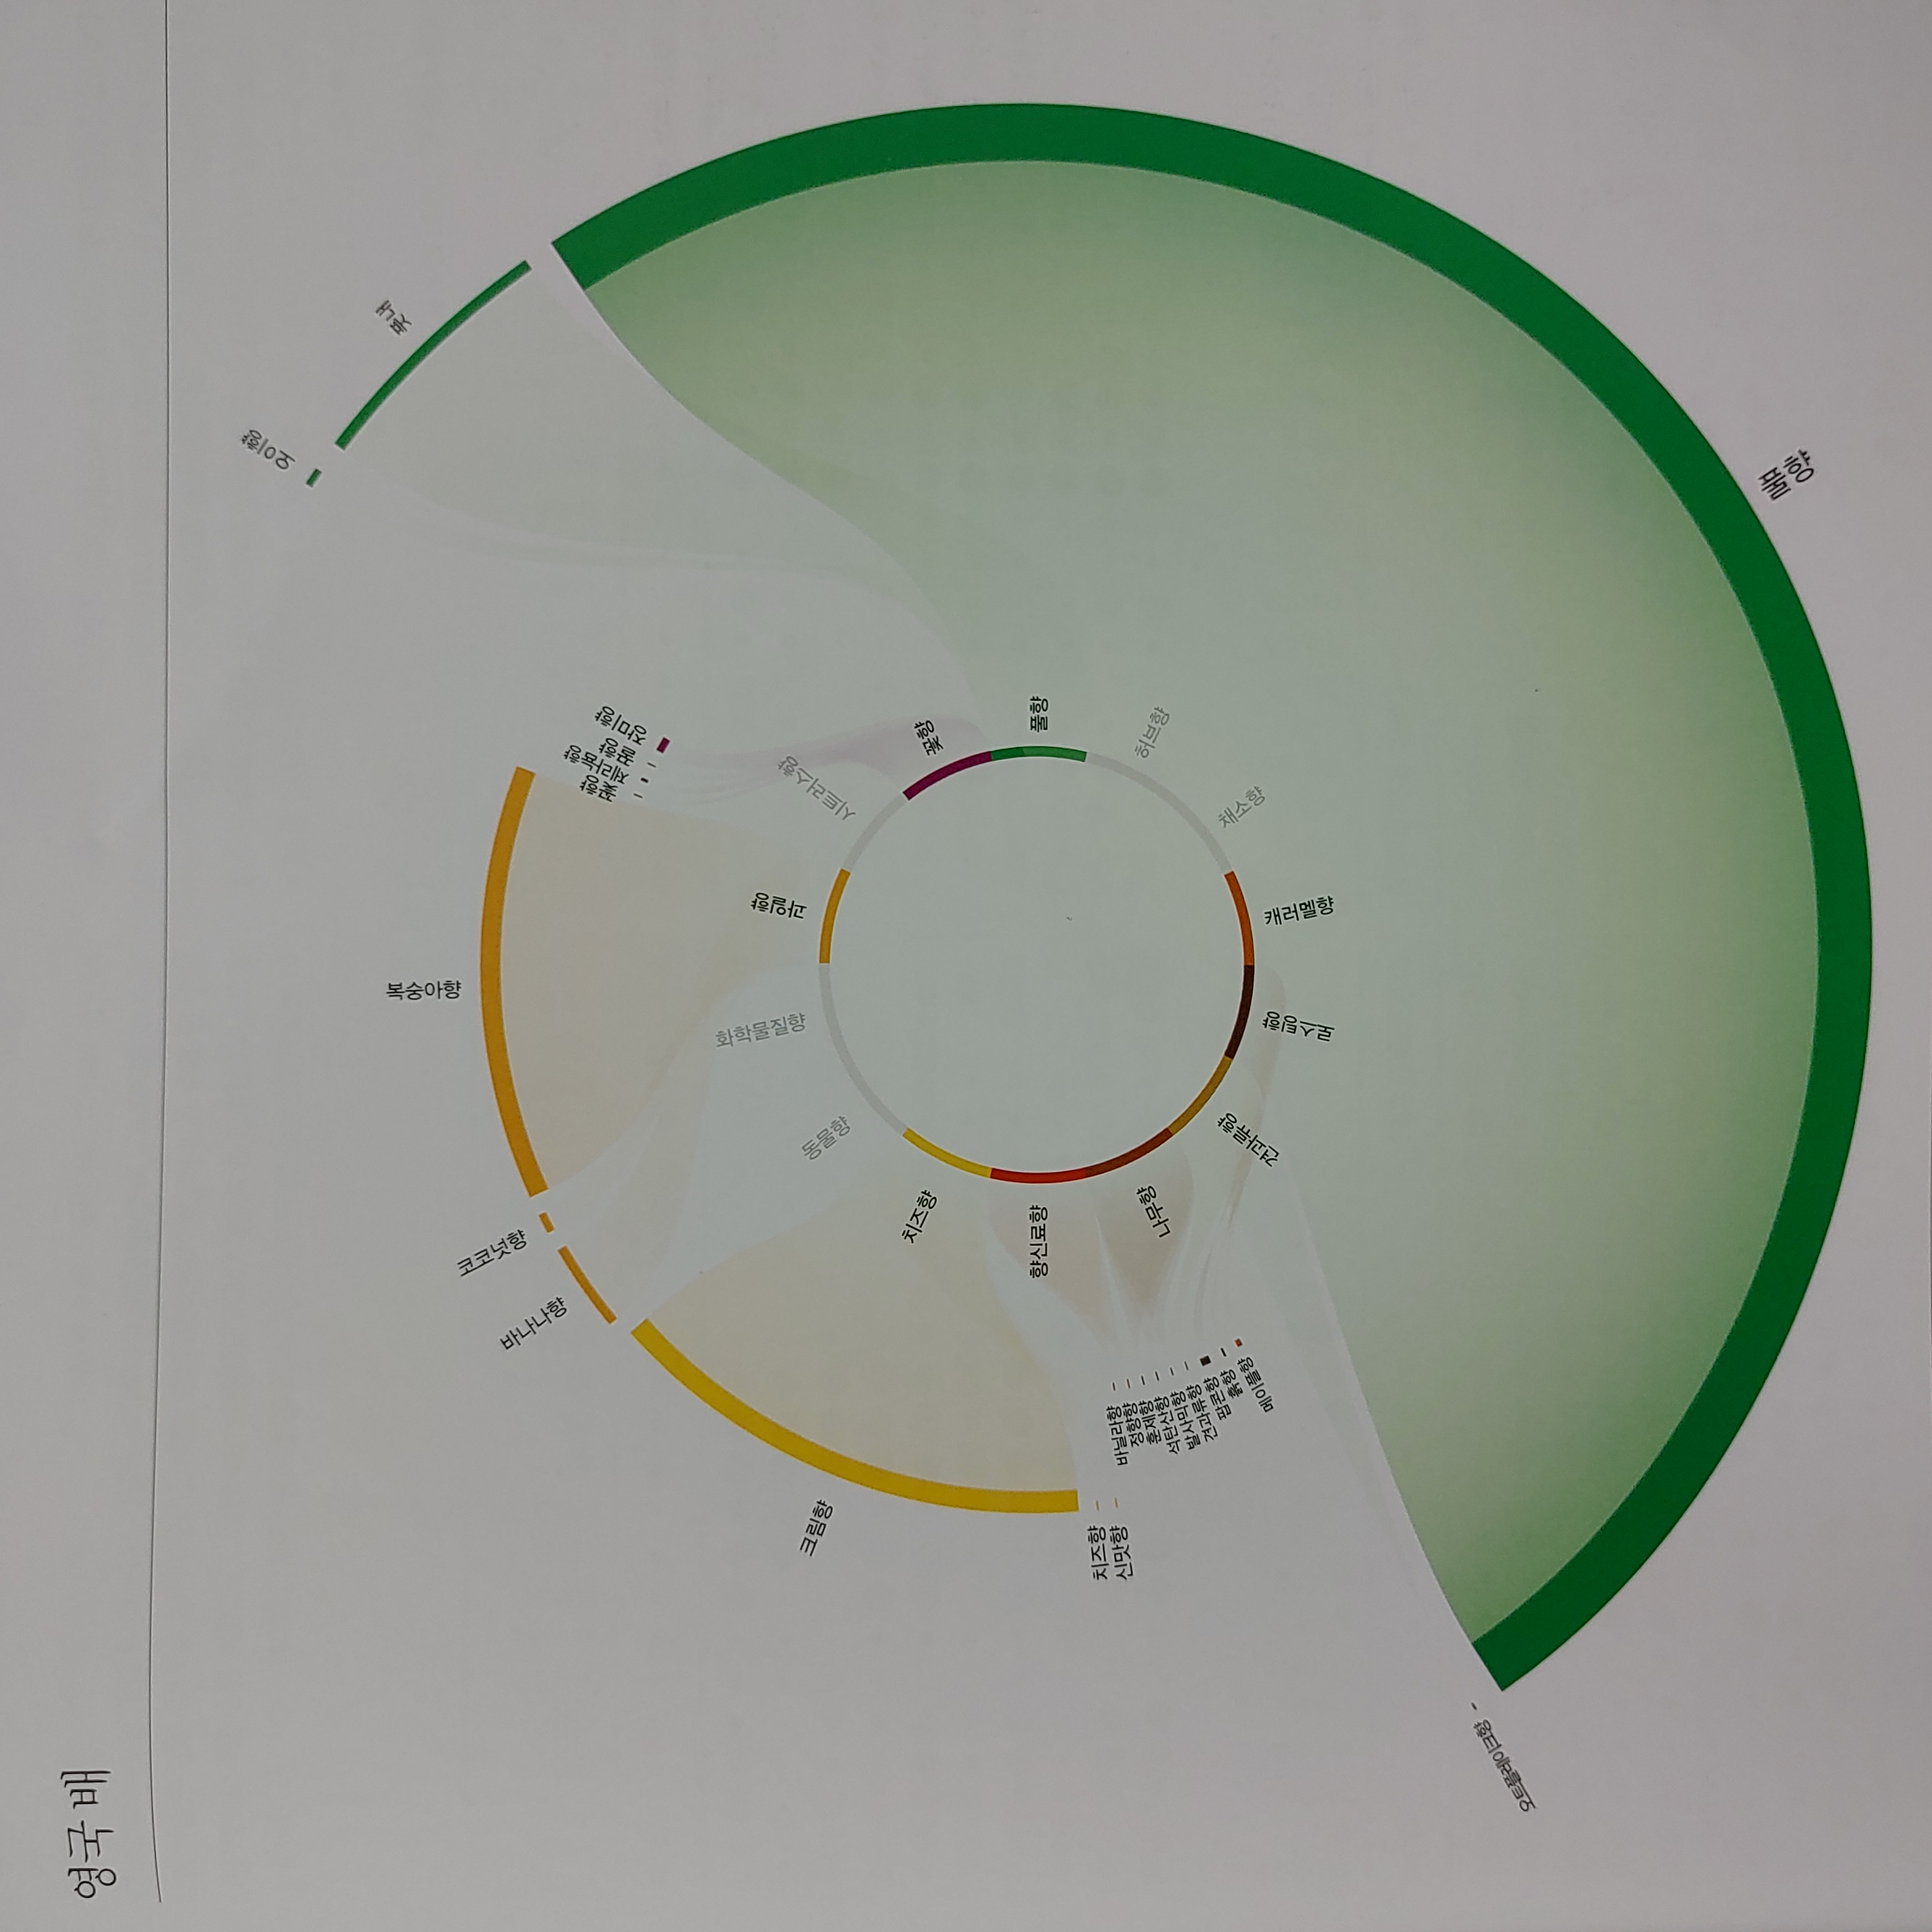 영국 배
오이향
풋내
복숭아향
코코넛향
바나나향
꽃향
제라늄향
꿀향
장미향
화학물질향
과일향
동물향
시트러스향
크림향
치즈향
꽃향
향신료향
풀향
치즈향
신맛향
바닐라향
정향향
훈제향
석탄산향
발사믹향
견과류향
팝콘향
흙향
메이플향
나무향
허브향
견과류향
로스팅향
캐러멜향
채소향
오트플레이크향
풀향